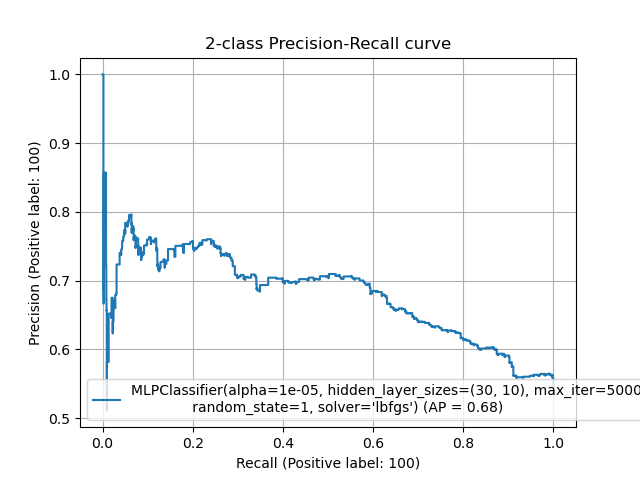 2-class Precision-Recall curve
Precision (Positive label: 100)
1.0
0.9
0.8
0.7
0.6
0.5
MLPClassifier(alpha=1e-05, hidden_layer_sizes=(30, 10), max_iter=5000
random_state=1, solver='lbfgs') (AP = 0.68)
0.0 0.2 0.4 0.6 0.8 1.0
Recall (Positive label: 100)